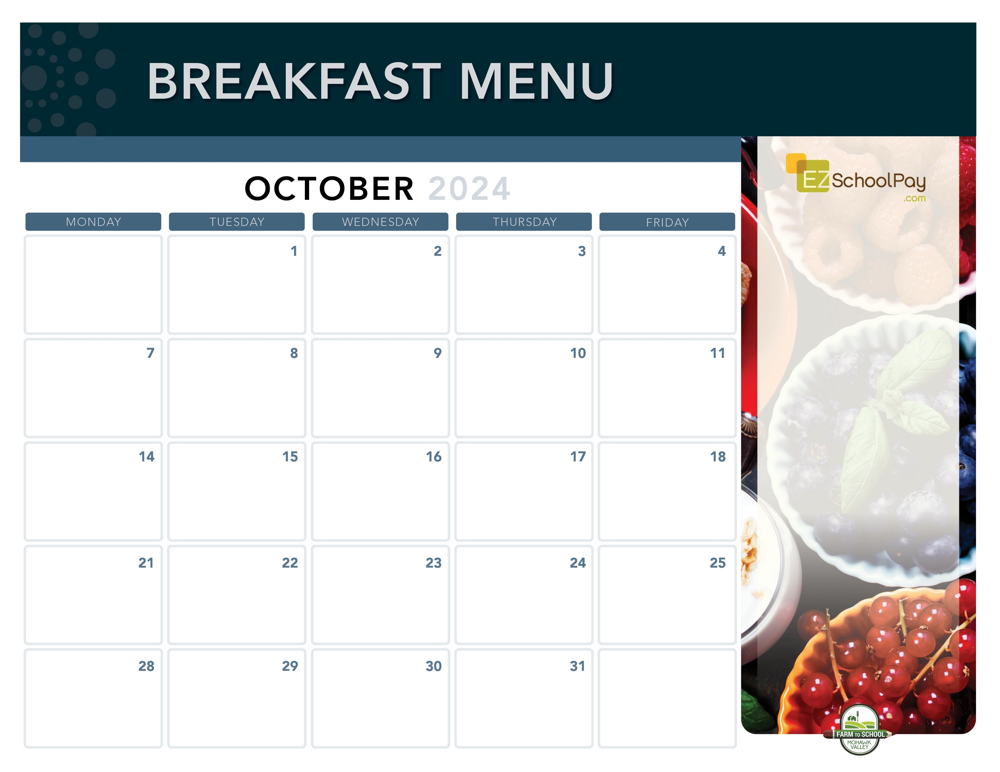 BREAKFAST MENU
OCTOBER 2024
EZSchoolPay
.com
MONDAY TUESDAY WEDNESDAY THURSDAY FRIDAY
1 2 3 4
7 8 9 10 11
14 15 16 17 18
21 22 23 24 25
28 29 30 31
FARM TO SCHOOL
MOHAWK
VALLEY